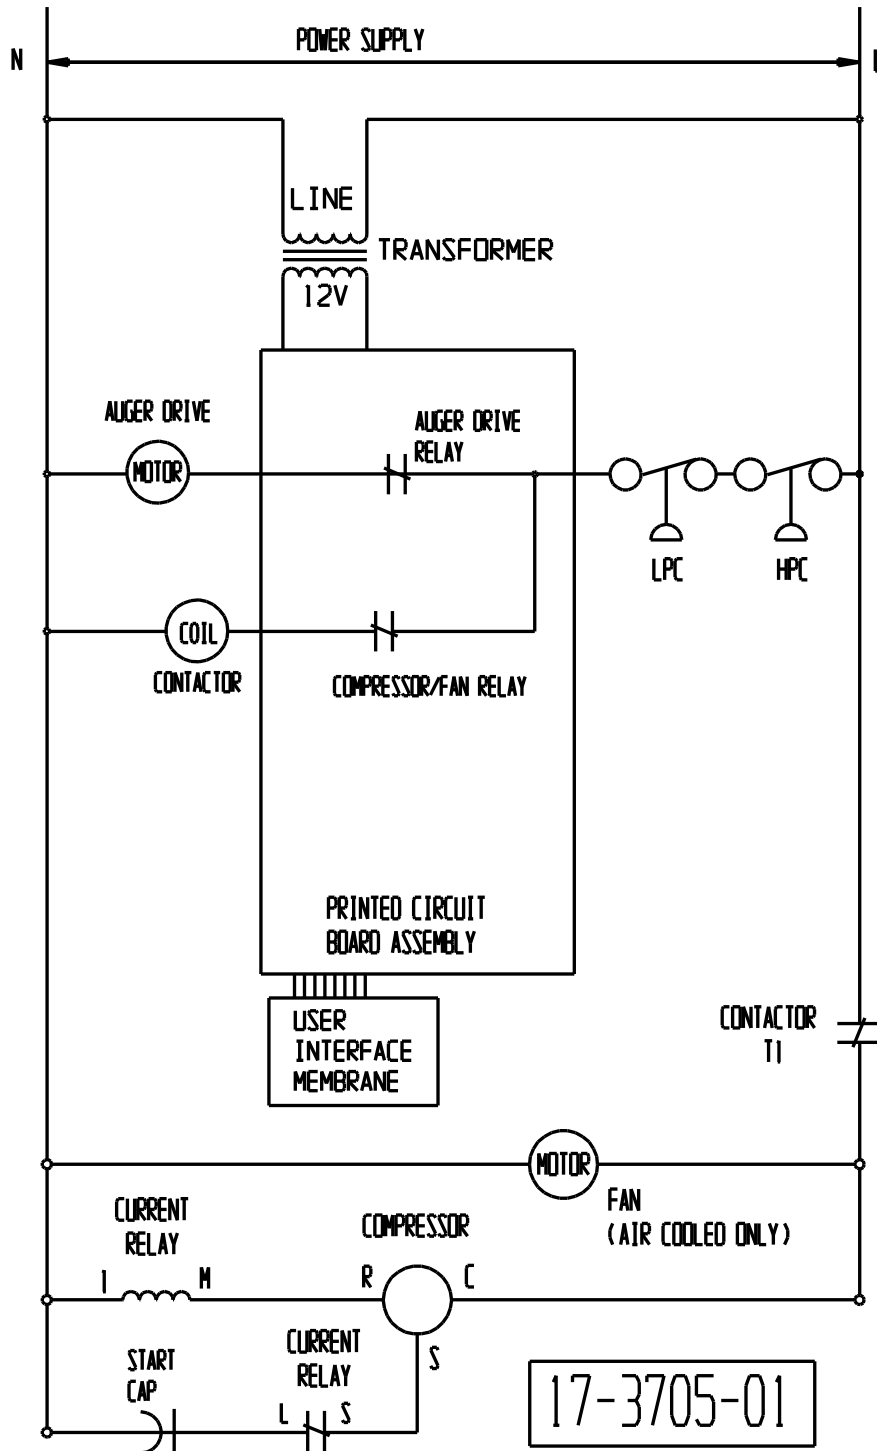 POWER SUPPLY
N
LINE
TRANSFORMER
12V
AUGER DRIVE
MOTOR
AUGER DRIVE
RELAY
LPC
HPC
COIL
CONTACTOR
COMPRESSOR/FAN RELAY
PRINTED CIRCUIT
BOARD ASSEMBLY
USER
INTERFACE
MEMBRANE
CONTACTOR
T1
MOTOR
FAN
(AIR COOLED ONLY)
CURRENT
RELAY
1
M
COMPRESSOR
R
C
S
START
CAP
CURRENT
RELAY
L
S
17-3705-01